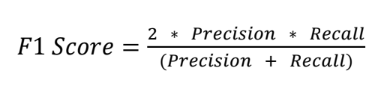 F1 Score = 2 * Precision * Recall / (Precision + Recall)